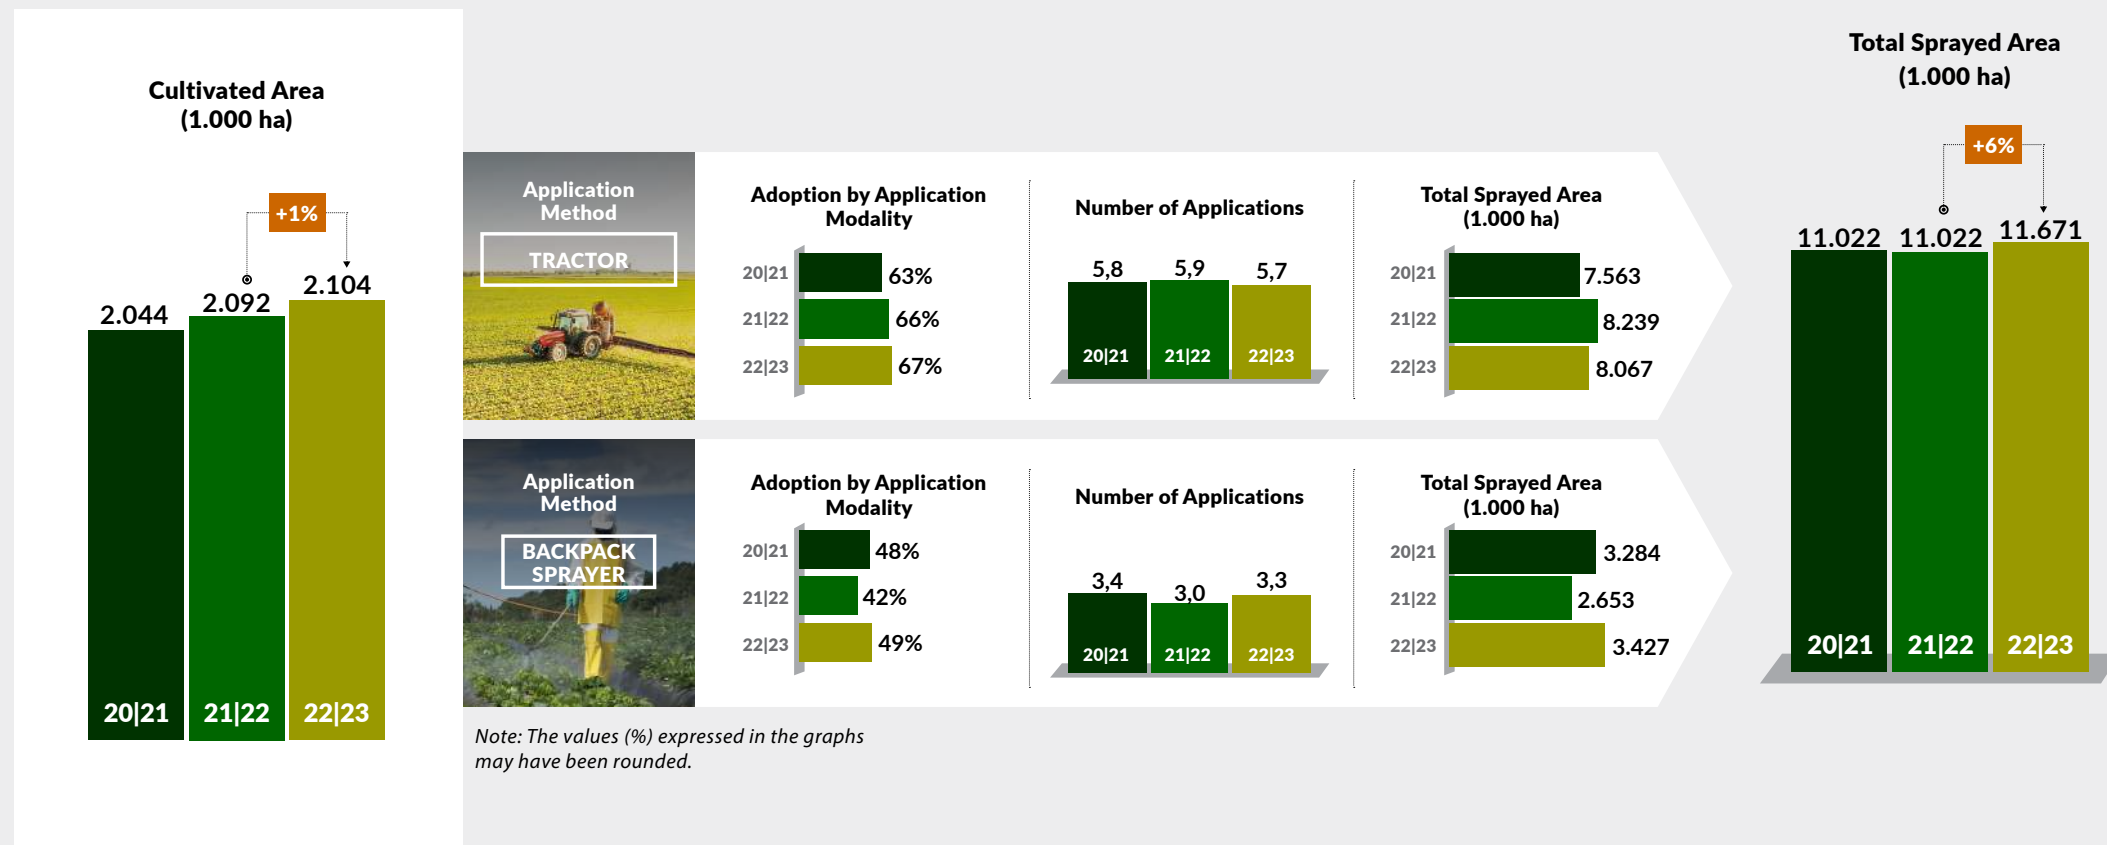 Cultivated Area
(1.000 ha)
+1%
2.044
2.092
2.104
20|21
21|22
22|23
Application
Method
TRACTOR
Adoption by Application
Modality
20|21
63%
21|22
66%
22|23
67%
Number of Applications
5,8
5,9
5,7
20|21
21|22
22|23
Total Sprayed Area
(1.000 ha)
20|21
7.563
21|22
8.239
22|23
8.067
Application
Method
BACKPACK
SPRAYER
Adoption by Application
Modality
20|21
48%
21|22
42%
22|23
49%
Number of Applications
3,4
3,0
3,3
20|21
21|22
22|23
Total Sprayed Area
(1.000 ha)
20|21
3.284
21|22
2.653
22|23
3.427
Note: The values (%) expressed in the graphs
may have been rounded.
Total Sprayed Area
(1.000 ha)
+6%
11.022
11.022
11.671
20|21
21|22
22|23